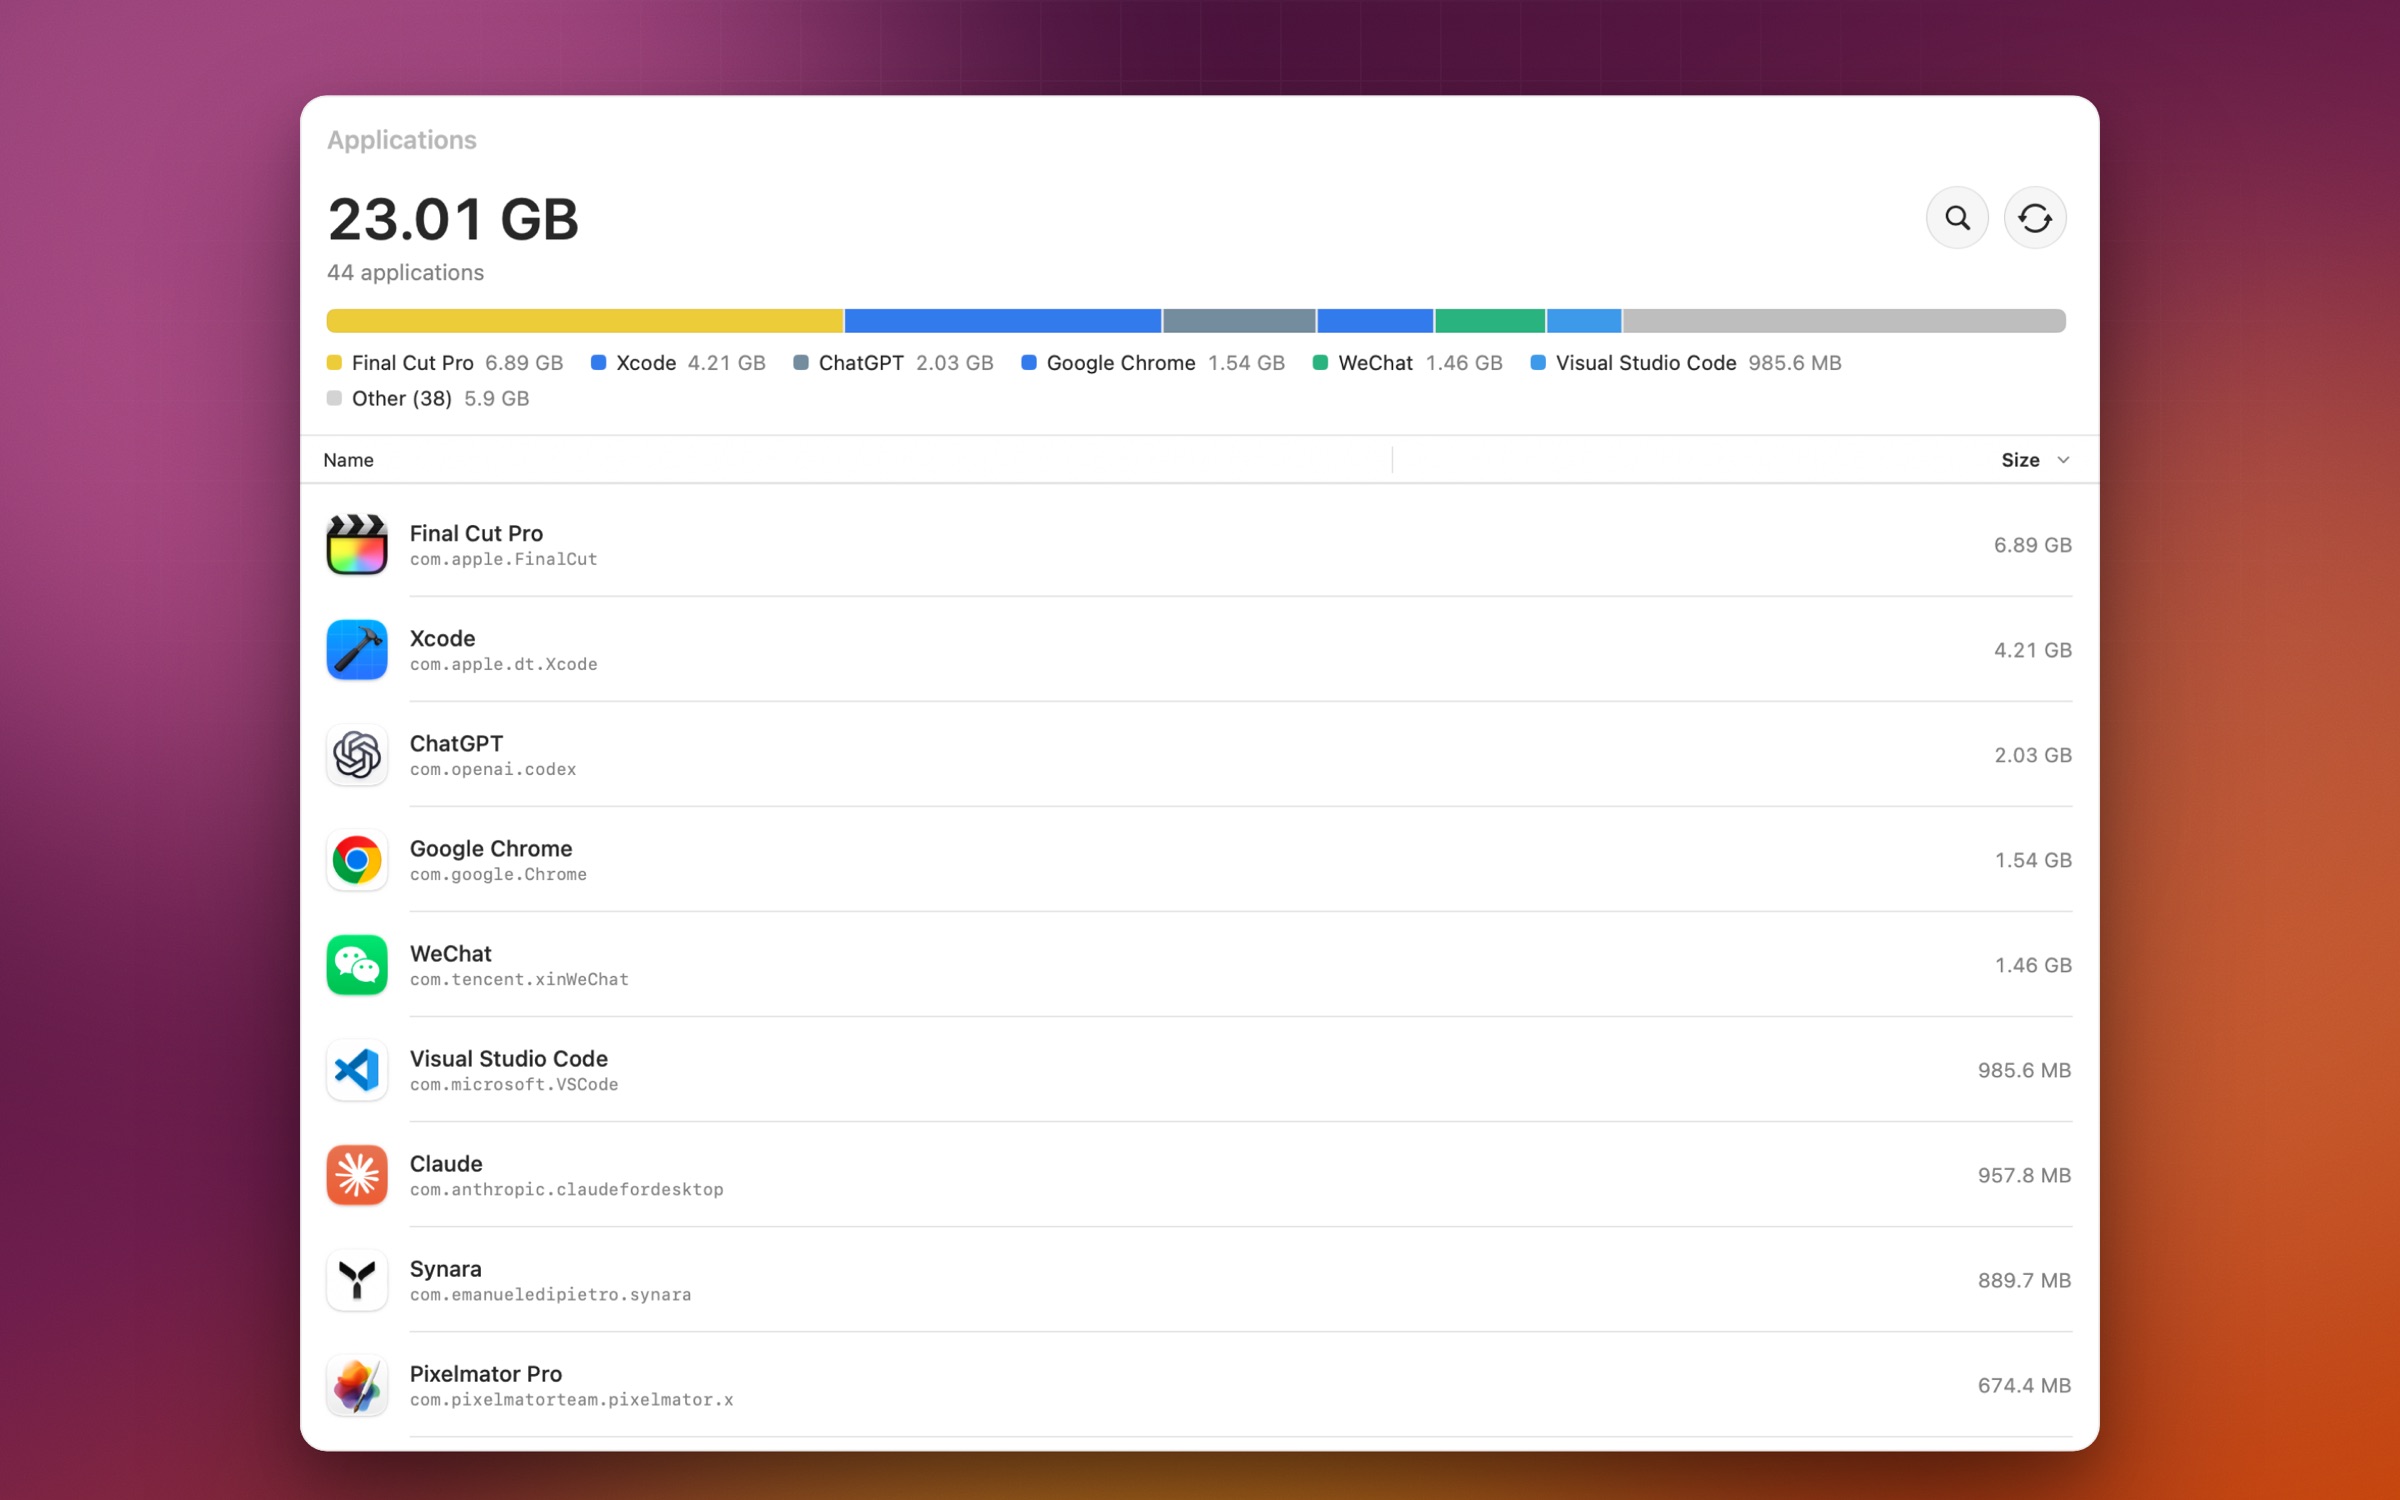 Applications
23.01 GB
44 applications
Final Cut Pro 6.89 GB Xcode 4.21 GB ChatGPT 2.03 GB Google Chrome 1.54 GB WeChat 1.46 GB Visual Studio Code 985.6 MB
Other (38) 5.9 GB
Name Size
Final Cut Pro
com.apple.FinalCut
6.89 GB
Xcode
com.apple.dt.Xcode
4.21 GB
ChatGPT
com.openai.codex
2.03 GB
Google Chrome
com.google.Chrome
1.54 GB
WeChat
com.tencent.xinWeChat
1.46 GB
Visual Studio Code
com.microsoft.VSCode
985.6 MB
Claude
com.anthropic.claudefordesktop
957.8 MB
Synara
com.emanueledipietro.synara
889.7 MB
Pixelmator Pro
com.pixelmatorteam.pixelmator.x
674.4 MB